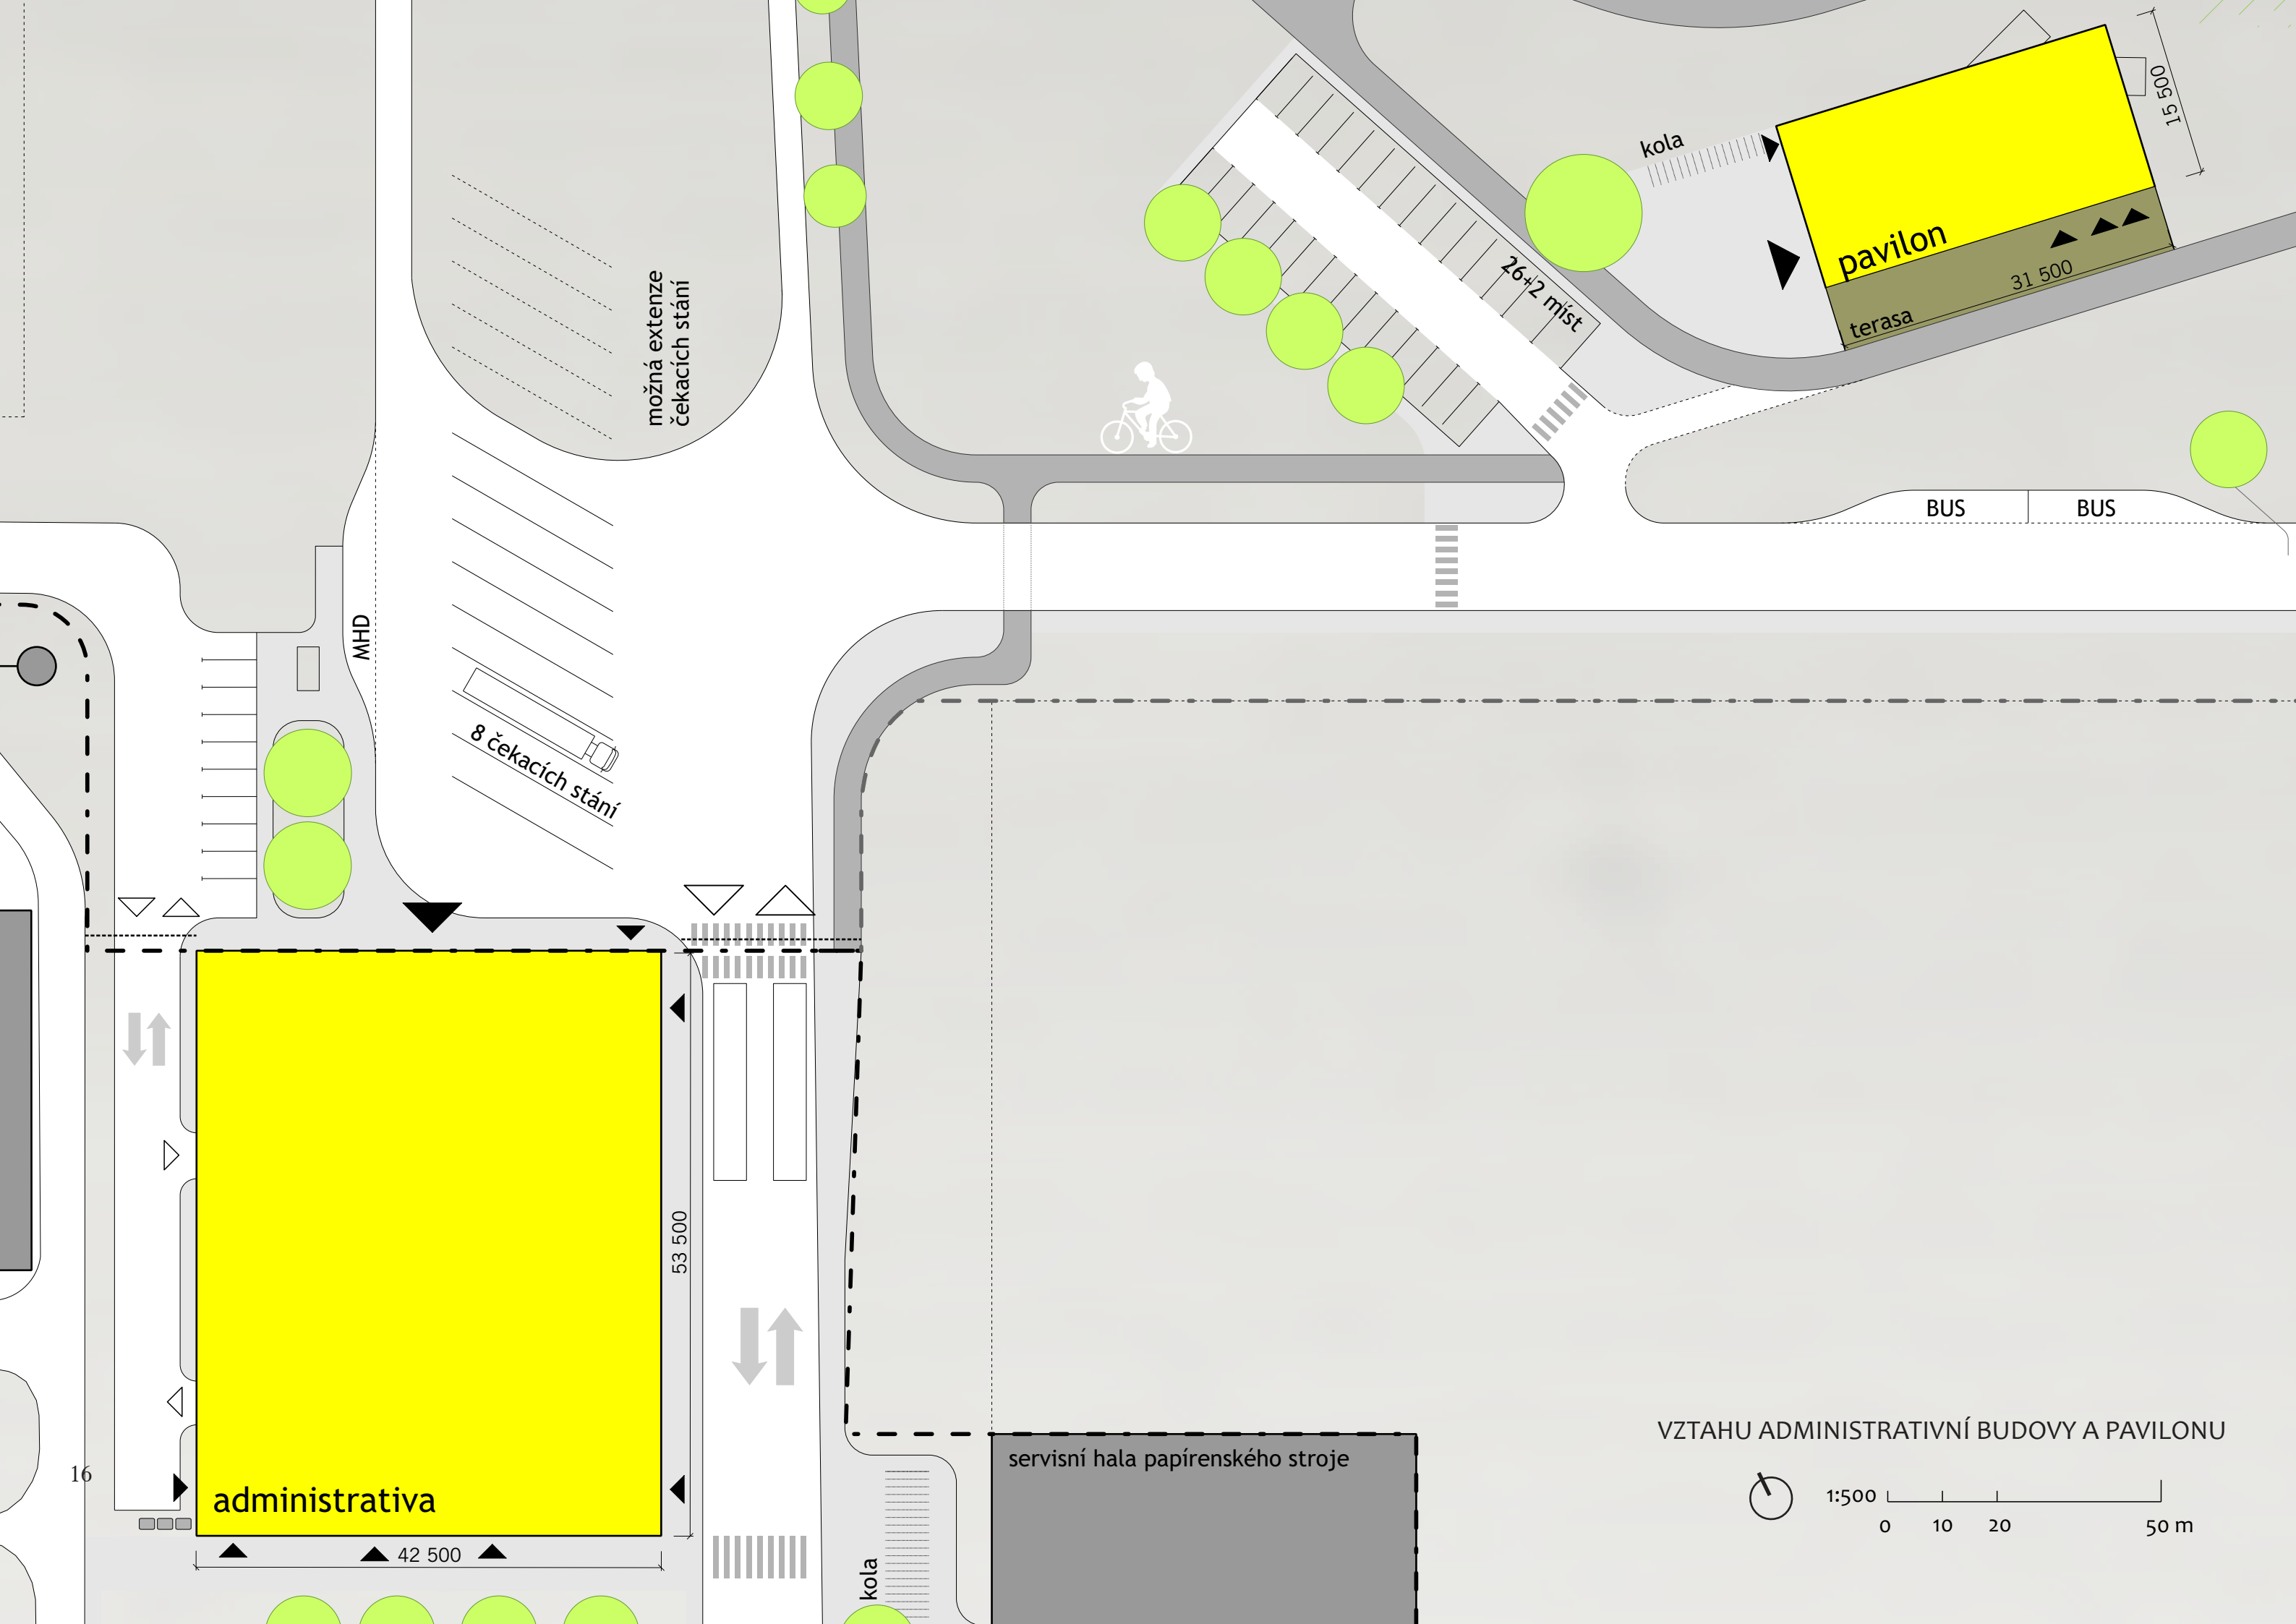 15 500
kola
pavilon
31 500
terasa
26+2 míst
možná extenze
čekacích stání
BUS
BUS
MHD
8 čekacích stání
53 500
administrativa
42 500
16
servisní hala papírenského stroje
kola
VZTAHU ADMINISTRATIVNÍ BUDOVY A PAVILONU
1:500
0 10 20 50 m